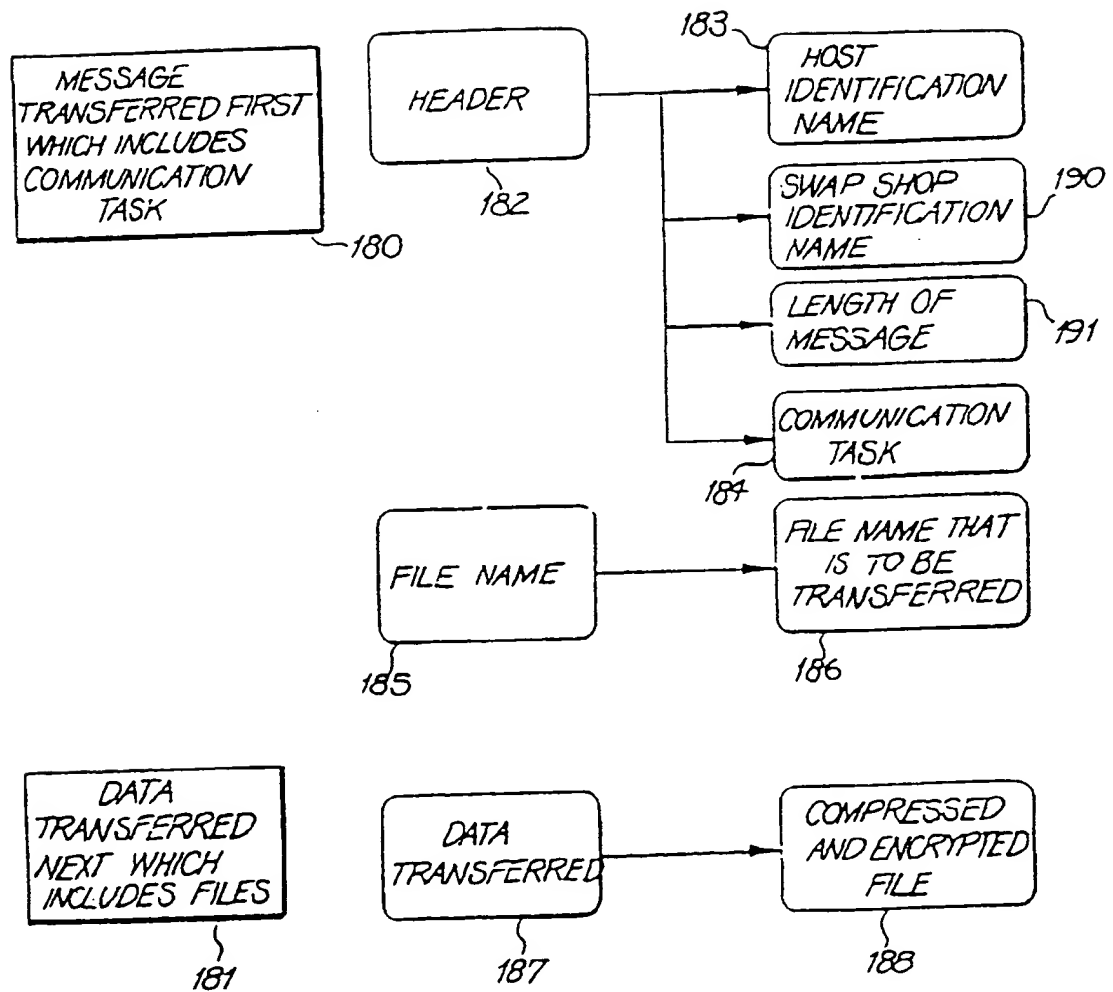 MESSAGE
TRANSFERRED FIRST
WHICH INCLUDES
COMMUNICATION
TASK
180
HEADER
182
183
HOST
IDENTIFICATION
NAME
SWAP SHOP
IDENTIFICATION
NAME
190
LENGTH OF
MESSAGE
191
COMMUNICATION
TASK
184
FILE NAME
185
FILE NAME THAT
IS TO BE
TRANSFERRED
186
DATA
TRANSFERRED
NEXT WHICH
INCLUDES FILES
181
DATA
TRANSFERRED
187
COMPRESSED
AND ENCRYPTED
FILE
188